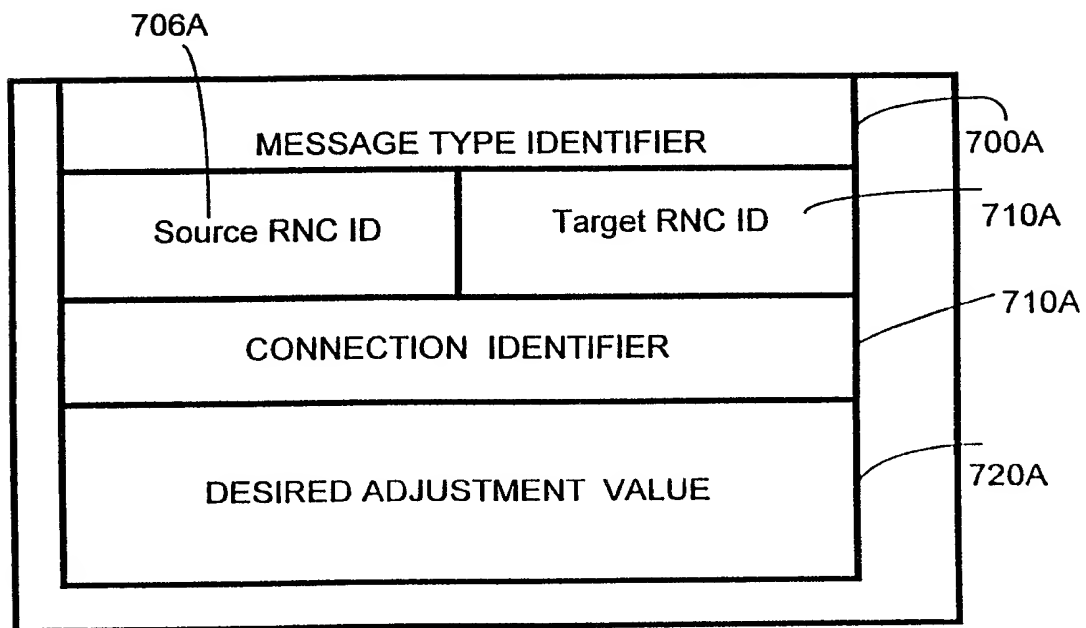 706A
MESSAGE TYPE IDENTIFIER
700A
Source RNC ID
Target RNC ID
710A
CONNECTION IDENTIFIER
710A
DESIRED ADJUSTMENT VALUE
720A